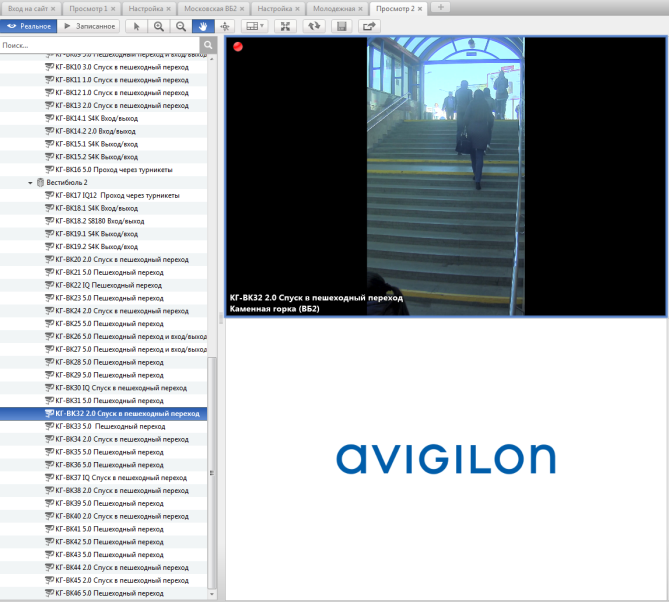 Вход на сайт
Просмотр 1
Настройка
Московская ВБ2
Настройка
Молодежная
Просмотр 2
Реальное
Записанное
Поиск...
КГ-ВК09 5.0 Пешеходный переход и вход/выход
КГ-ВК10 3.0 Спуск в пешеходный переход
КГ-ВК11 1.0 Спуск в пешеходный переход
КГ-ВК12 1.0 Спуск в пешеходный переход
КГ-ВК13 2.0 Спуск в пешеходный переход
КГ-ВК14.1 S4K Вход/выход
КГ-ВК14.2 2.0 Вход/выход
КГ-ВК15.1 S4K Выход/вход
КГ-ВК15.2 S4K Выход/вход
КГ-ВК16 5.0 Проход через турникеты
Вестибюль 2
КГ-ВК17 IQ12 Проход через турникеты
КГ-ВК18.1 S4K Вход/выход
КГ-ВК18.2 S8180 Вход/выход
КГ-ВК19.1 S4K Выход/вход
КГ-ВК19.2 S4K Выход/вход
КГ-ВК20 2.0 Спуск в пешеходный переход
КГ-ВК21 5.0 Пешеходный переход
КГ-ВК22 IQ Пешеходный переход
КГ-ВК23 5.0 Пешеходный переход
КГ-ВК24 2.0 Спуск в пешеходный переход
КГ-ВК25 5.0 Пешеходный переход
КГ-ВК26 5.0 Пешеходный переход и вход/выход
КГ-ВК27 5.0 Пешеходный переход и вход/выход
КГ-ВК28 5.0 Пешеходный переход
КГ-ВК29 5.0 Пешеходный переход
КГ-ВК30 IQ Спуск в пешеходный переход
КГ-ВК31 5.0 Пешеходный переход
КГ-ВК32 2.0 Спуск в пешеходный переход
КГ-ВК33 5.0 Пешеходный переход
КГ-ВК34 2.0 Спуск в пешеходный переход
КГ-ВК35 5.0 Пешеходный переход
КГ-ВК36 5.0 Пешеходный переход
КГ-ВК37 IQ Спуск в пешеходный переход
КГ-ВК38 2.0 Спуск в пешеходный переход
КГ-ВК39 5.0 Пешеходный переход
КГ-ВК40 2.0 Спуск в пешеходный переход
КГ-ВК41 5.0 Пешеходный переход
КГ-ВК42 5.0 Пешеходный переход
КГ-ВК43 5.0 Пешеходный переход
КГ-ВК44 2.0 Спуск в пешеходный переход
КГ-ВК45 2.0 Спуск в пешеходный переход
КГ-ВК46 5.0 Пешеходный переход
КГ-ВК32 2.0 Спуск в пешеходный переход
Каменная горка (ВБ2)
avigilon